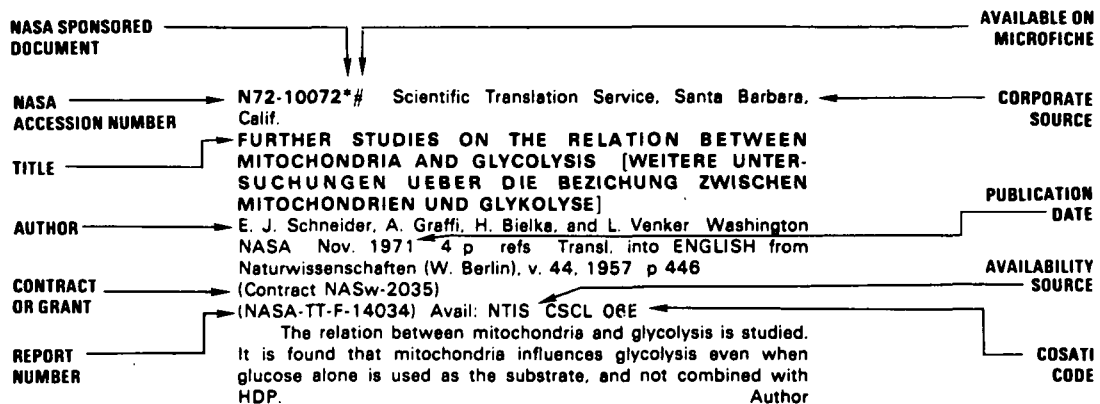 NASA SPONSORED
DOCUMENT
AVAILABLE ON
MICROFICHE
NASA
ACCESSION NUMBER
N72-10072*# Scientific Translation Service, Santa Barbara,
Calif.
CORPORATE
SOURCE
TITLE
FURTHER STUDIES ON THE RELATION BETWEEN
MITOCHONDRIA AND GLYCOLYSIS [WEITERE UNTER-
SUCHUNGEN UEBER DIE BEZICHUNG ZWISCHEN
MITOCHONDRIEN UND GLYKOLYSE]
PUBLICATION
DATE
AUTHOR
E. J. Schneider, A. Graffi, H. Bielka, and L. Venker Washington
NASA Nov. 1971 4 p refs Transl. into ENGLISH from
Naturwissenschaften (W. Berlin), v. 44, 1957 p 446
AVAILABILITY
SOURCE
CONTRACT
OR GRANT
(Contract NASw-2035)
(NASA-TT-F-14034) Avail: NTIS CSCL 06E
REPORT
NUMBER
The relation between mitochondria and glycolysis is studied.
It is found that mitochondria influences glycolysis even when
glucose alone is used as the substrate, and not combined with
HDP. Author
COSATI
CODE